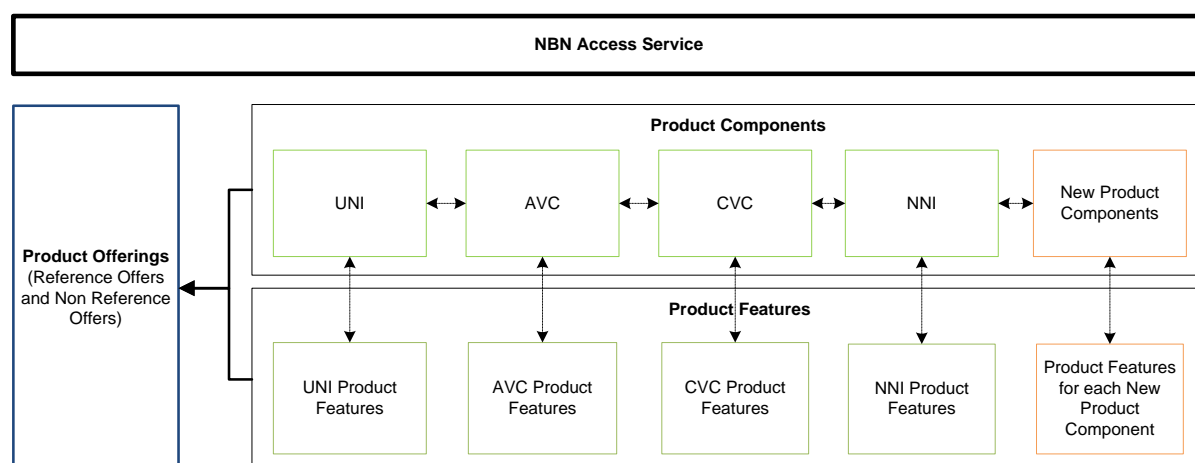 NBN Access Service
Product Components
UNI
AVC
CVC
NNI
New Product
Components
Product Offerings
(Reference Offers
and Non Reference
Offers)
Product Features
UNI Product
Features
AVC Product
Features
CVC Product
Features
NNI Product
Features
Product Features
for each New
Product
Component